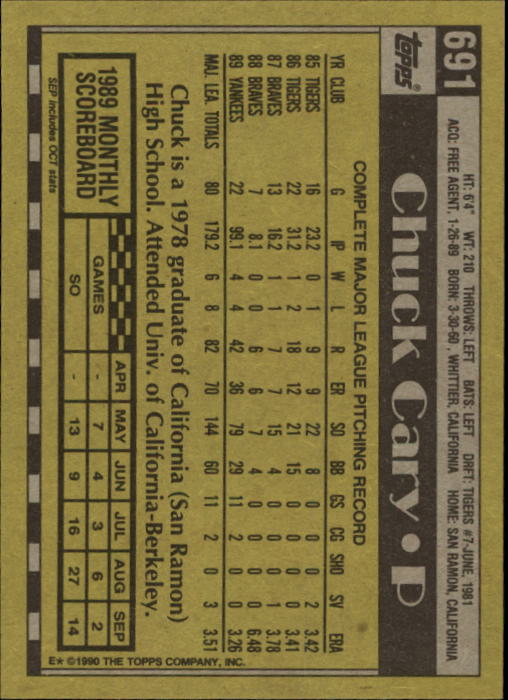 691
topps®
Chuck Cary • P
HT: 6'4" WT: 210 THROWS: LEFT BATS: LEFT DRFT: TIGERS #7-JUNE, 1981
ACQ: FREE AGENT, 1-26-89 BORN: 3-30-60, WHITTIER, CALIFORNIA HOME: SAN RAMON, CALIFORNIA
COMPLETE MAJOR LEAGUE PITCHING RECORD
YR CLUB G IP W L R ER SO BB GS CG SHO SV ERA
85 TIGERS 16 23.2 0 1 9 9 22 8 0 0 0 2 3.42
86 TIGERS 22 31.2 1 2 18 12 21 15 0 0 0 0 3.41
87 BRAVES 13 16.2 1 1 7 7 15 4 0 0 0 1 3.78
88 BRAVES 7 8.1 0 0 6 6 7 4 0 0 0 0 6.48
89 YANKEES 22 99.1 4 4 42 36 79 29 11 2 0 0 3.26
MAJ. LEA. TOTALS 80 179.2 6 8 82 70 144 60 11 2 0 3 3.51
Chuck is a 1978 graduate of California (San Ramon)
High School. Attended Univ. of California-Berkeley.
1989 MONTHLY
SCOREBOARD
APR MAY JUN JUL AUG SEP
GAMES - 7 4 3 6 2
SO - 13 9 16 27 14
SEP includes OCT stats
E* ©1990 THE TOPPS COMPANY, INC.